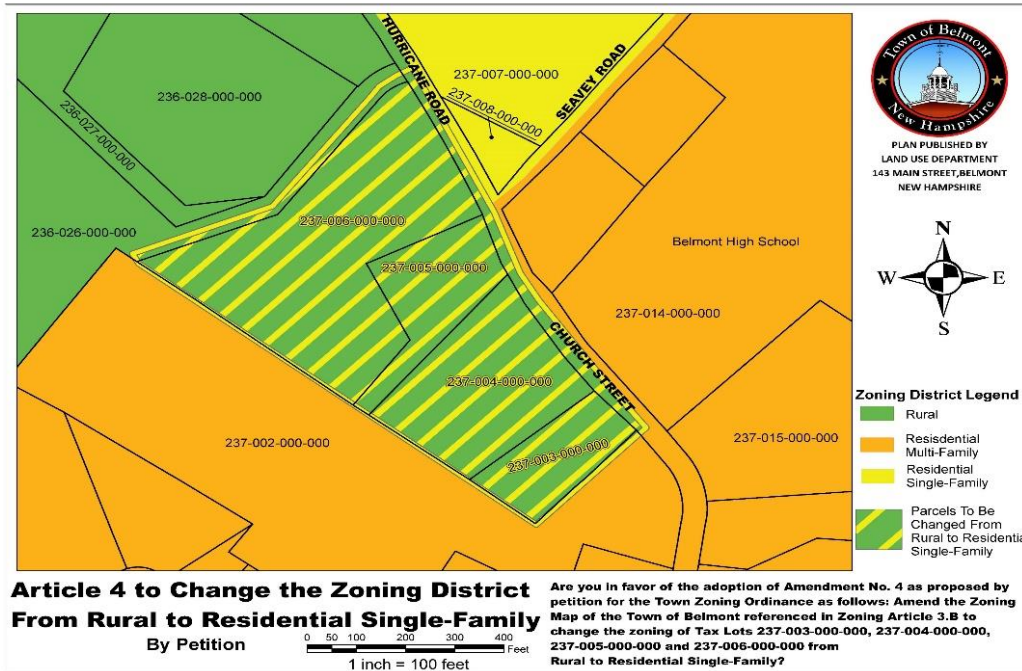 HURRICANE ROAD
237-007-000-000
SEAVEY ROAD
236-028-000-000
237-008-000-000
236-027-000-000
Town of Belmont
New Hampshire
PLAN PUBLISHED BY
LAND USE DEPARTMENT
143 MAIN STREET,BELMONT
NEW HAMPSHIRE
237-006-000-000
236-026-000-000
Belmont High School
237-005-000-000
N
W
E
S
237-014-000-000
CHURCH STREET
237-004-000-000
237-002-000-000
237-003-000-000
237-015-000-000
Zoning District Legend
Rural
Resisdential
Multi-Family
Residential
Single-Family
Parcels To Be
Changed From
Rural to Residentia
Single-Family
Article 4 to Change the Zoning District
From Rural to Residential Single-Family
By Petition
0 50 100 200 300 400
Feet
1 inch = 100 feet
Are you in favor of the adoption of Amendment No. 4 as proposed by
petition for the Town Zoning Ordinance as follows: Amend the Zoning
Map of the Town of Belmont referenced in Zoning Article 3.B to
change the zoning of Tax Lots 237-003-000-000, 237-004-000-000,
237-005-000-000 and 237-006-000-000 from
Rural to Residential Single-Family?